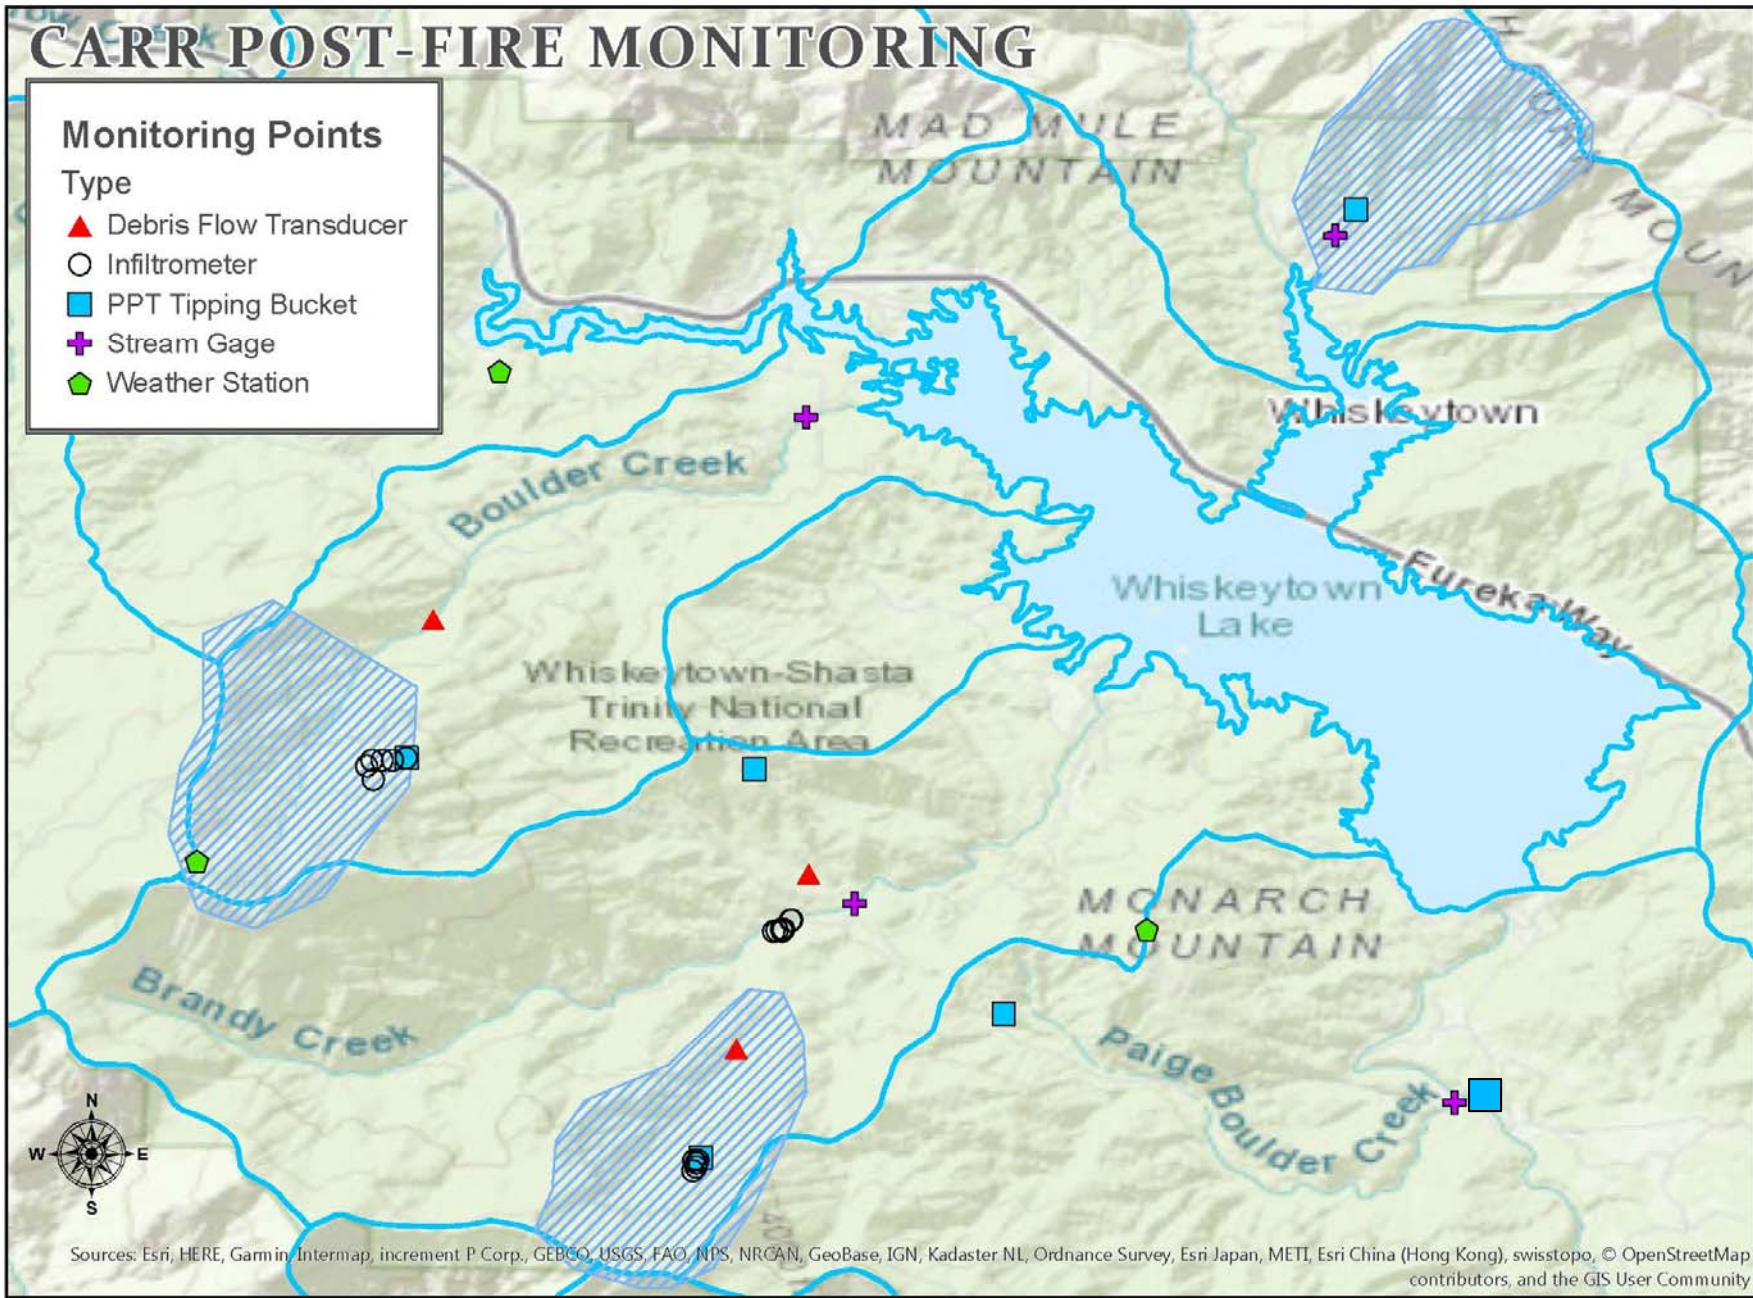 CARR POST-FIRE MONITORING
Monitoring Points
Type
Debris Flow Transducer
Infiltrometer
PPT Tipping Bucket
Stream Gage
Weather Station
MAD MULE
MOUNTAIN
MOUN
Whiskeytown
Boulder Creek
Eureka Way
Whiskeytown
Lake
Whiskeytown-Shasta
Trinity National
Recreation Area
MONARCH
MOUNTAIN
Brandy Creek
Paige Boulder Creek
N
W E
S
Sources: Esri, HERE, Garmin, Intermap, increment P Corp., GEBCO, USGS, FAO, NPS, NRCAN, GeoBase, IGN, Kadaster NL, Ordnance Survey, Esri Japan, METI, Esri China (Hong Kong), swisstopo, © OpenStreetMap
contributors, and the GIS User Community